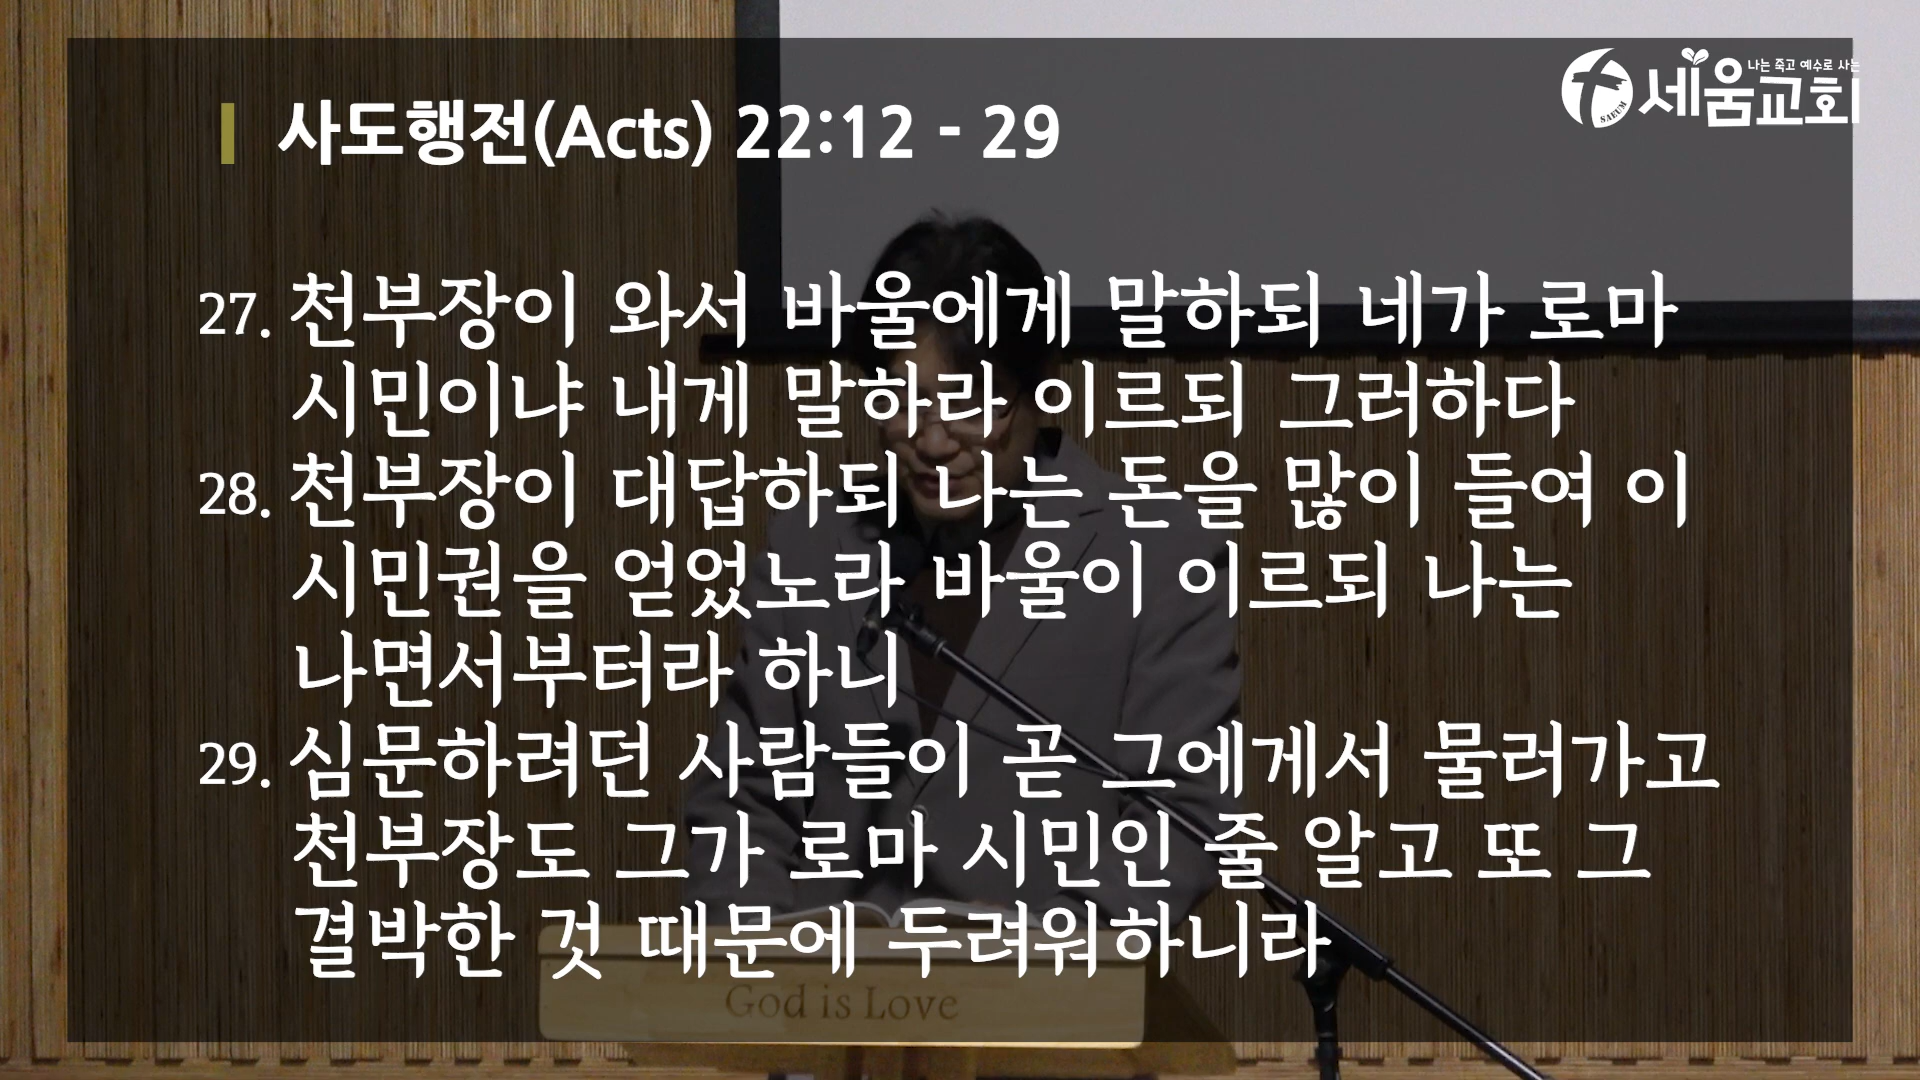 나는 죽고 예수로 사는
세움교회
SAEUM
사도행전(Acts) 22:12 - 29
27. 천부장이 와서 바울에게 말하되 네가 로마
시민이냐 내게 말하라 이르되 그러하다
28. 천부장이 대답하되 나는 돈을 많이 들여 이
시민권을 얻었노라 바울이 이르되 나는
나면서부터라 하니
29. 심문하려던 사람들이 곧 그에게서 물러가고
천부장도 그가 로마 시민인 줄 알고 또 그
결박한 것 때문에 두려워하니라
God is Love